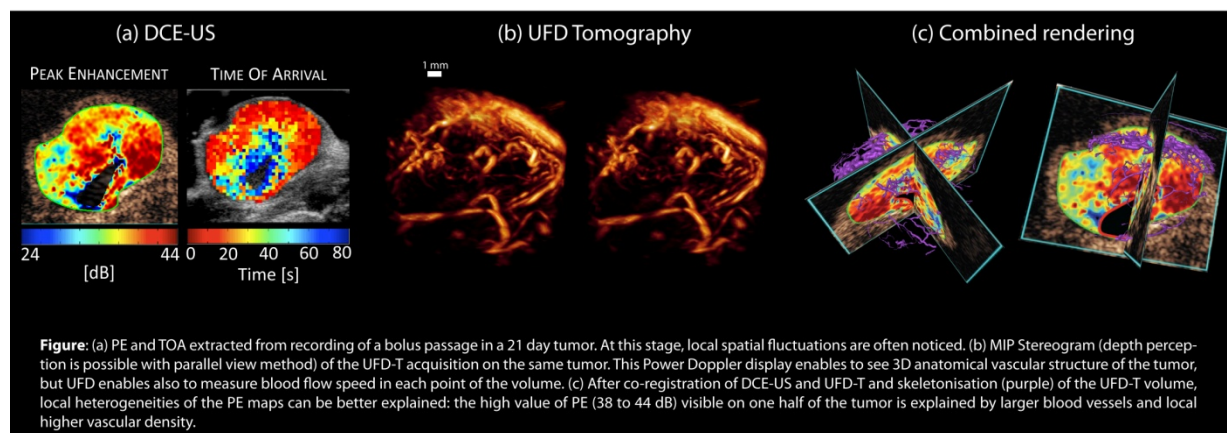 (a) DCE-US
(b) UFD Tomography
(c) Combined rendering
PEAK ENHANCEMENT
TIME OF ARRIVAL
1 mm
24 44
[dB]
0 20 40 60 80
Time [s]
Figure: (a) PE and TOA extracted from recording of a bolus passage in a 21 day tumor. At this stage, local spatial fluctuations are often noticed. (b) MIP Stereogram (depth percep-
tion is possible with parallel view method) of the UFD-T acquisition on the same tumor. This Power Doppler display enables to see 3D anatomical vascular structure of the tumor,
but UFD enables also to measure blood flow speed in each point of the volume. (c) After co-registration of DCE-US and UFD-T and skeletonisation (purple) of the UFD-T volume,
local heterogeneities of the PE maps can be better explained: the high value of PE (38 to 44 dB) visible on one half of the tumor is explained by larger blood vessels and local
higher vascular density.